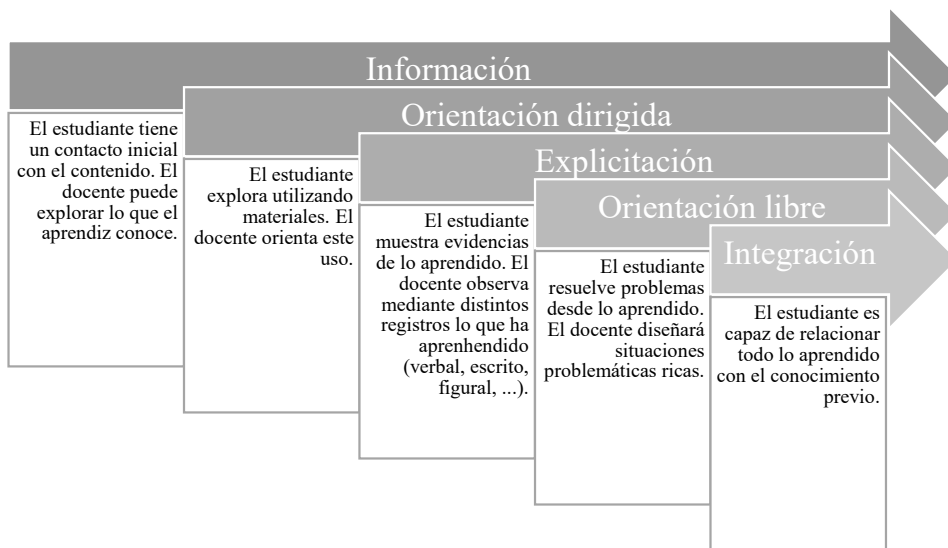 Información
El estudiante tiene
un contacto inicial
con el contenido. El
docente puede
explorar lo que el
aprendiz conoce.
Orientación dirigida
El estudiante
explora utilizando
materiales. El
docente orienta este
uso.
Explicitación
El estudiante
muestra evidencias
de lo aprendido. El
docente observa
mediante distintos
registros lo que ha
aprenhendido
(verbal, escrito,
figural, ...).
Orientación libre
El estudiante
resuelve problemas
desde lo aprendido.
El docente diseñará
situaciones
problemáticas ricas.
Integración
El estudiante es
capaz de relacionar
todo lo aprendido
con el conocimiento
previo.